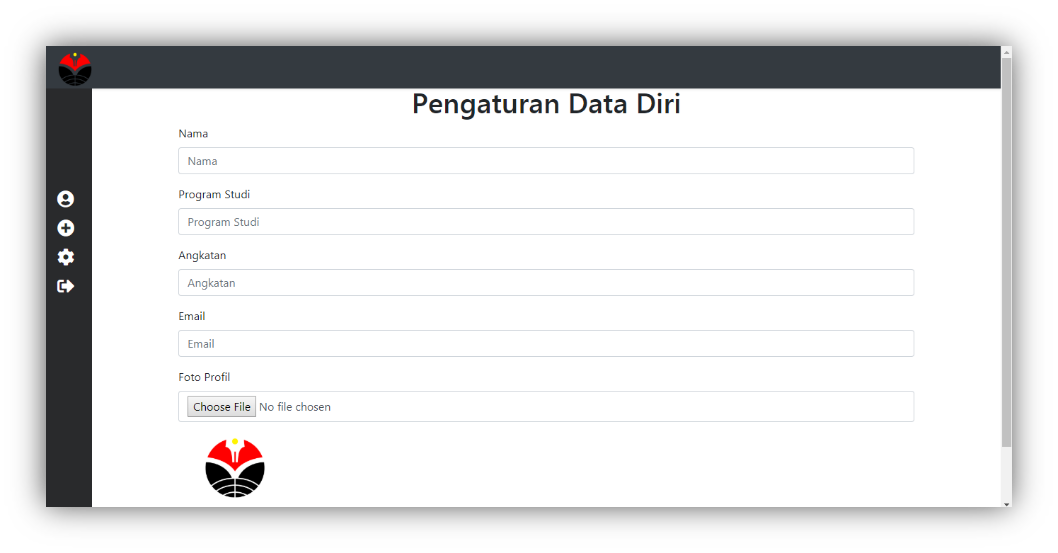 Pengaturan Data Diri
Nama
Nama
Program Studi
Program Studi
Angkatan
Angkatan
Email
Email
Foto Profil
Choose File No file chosen